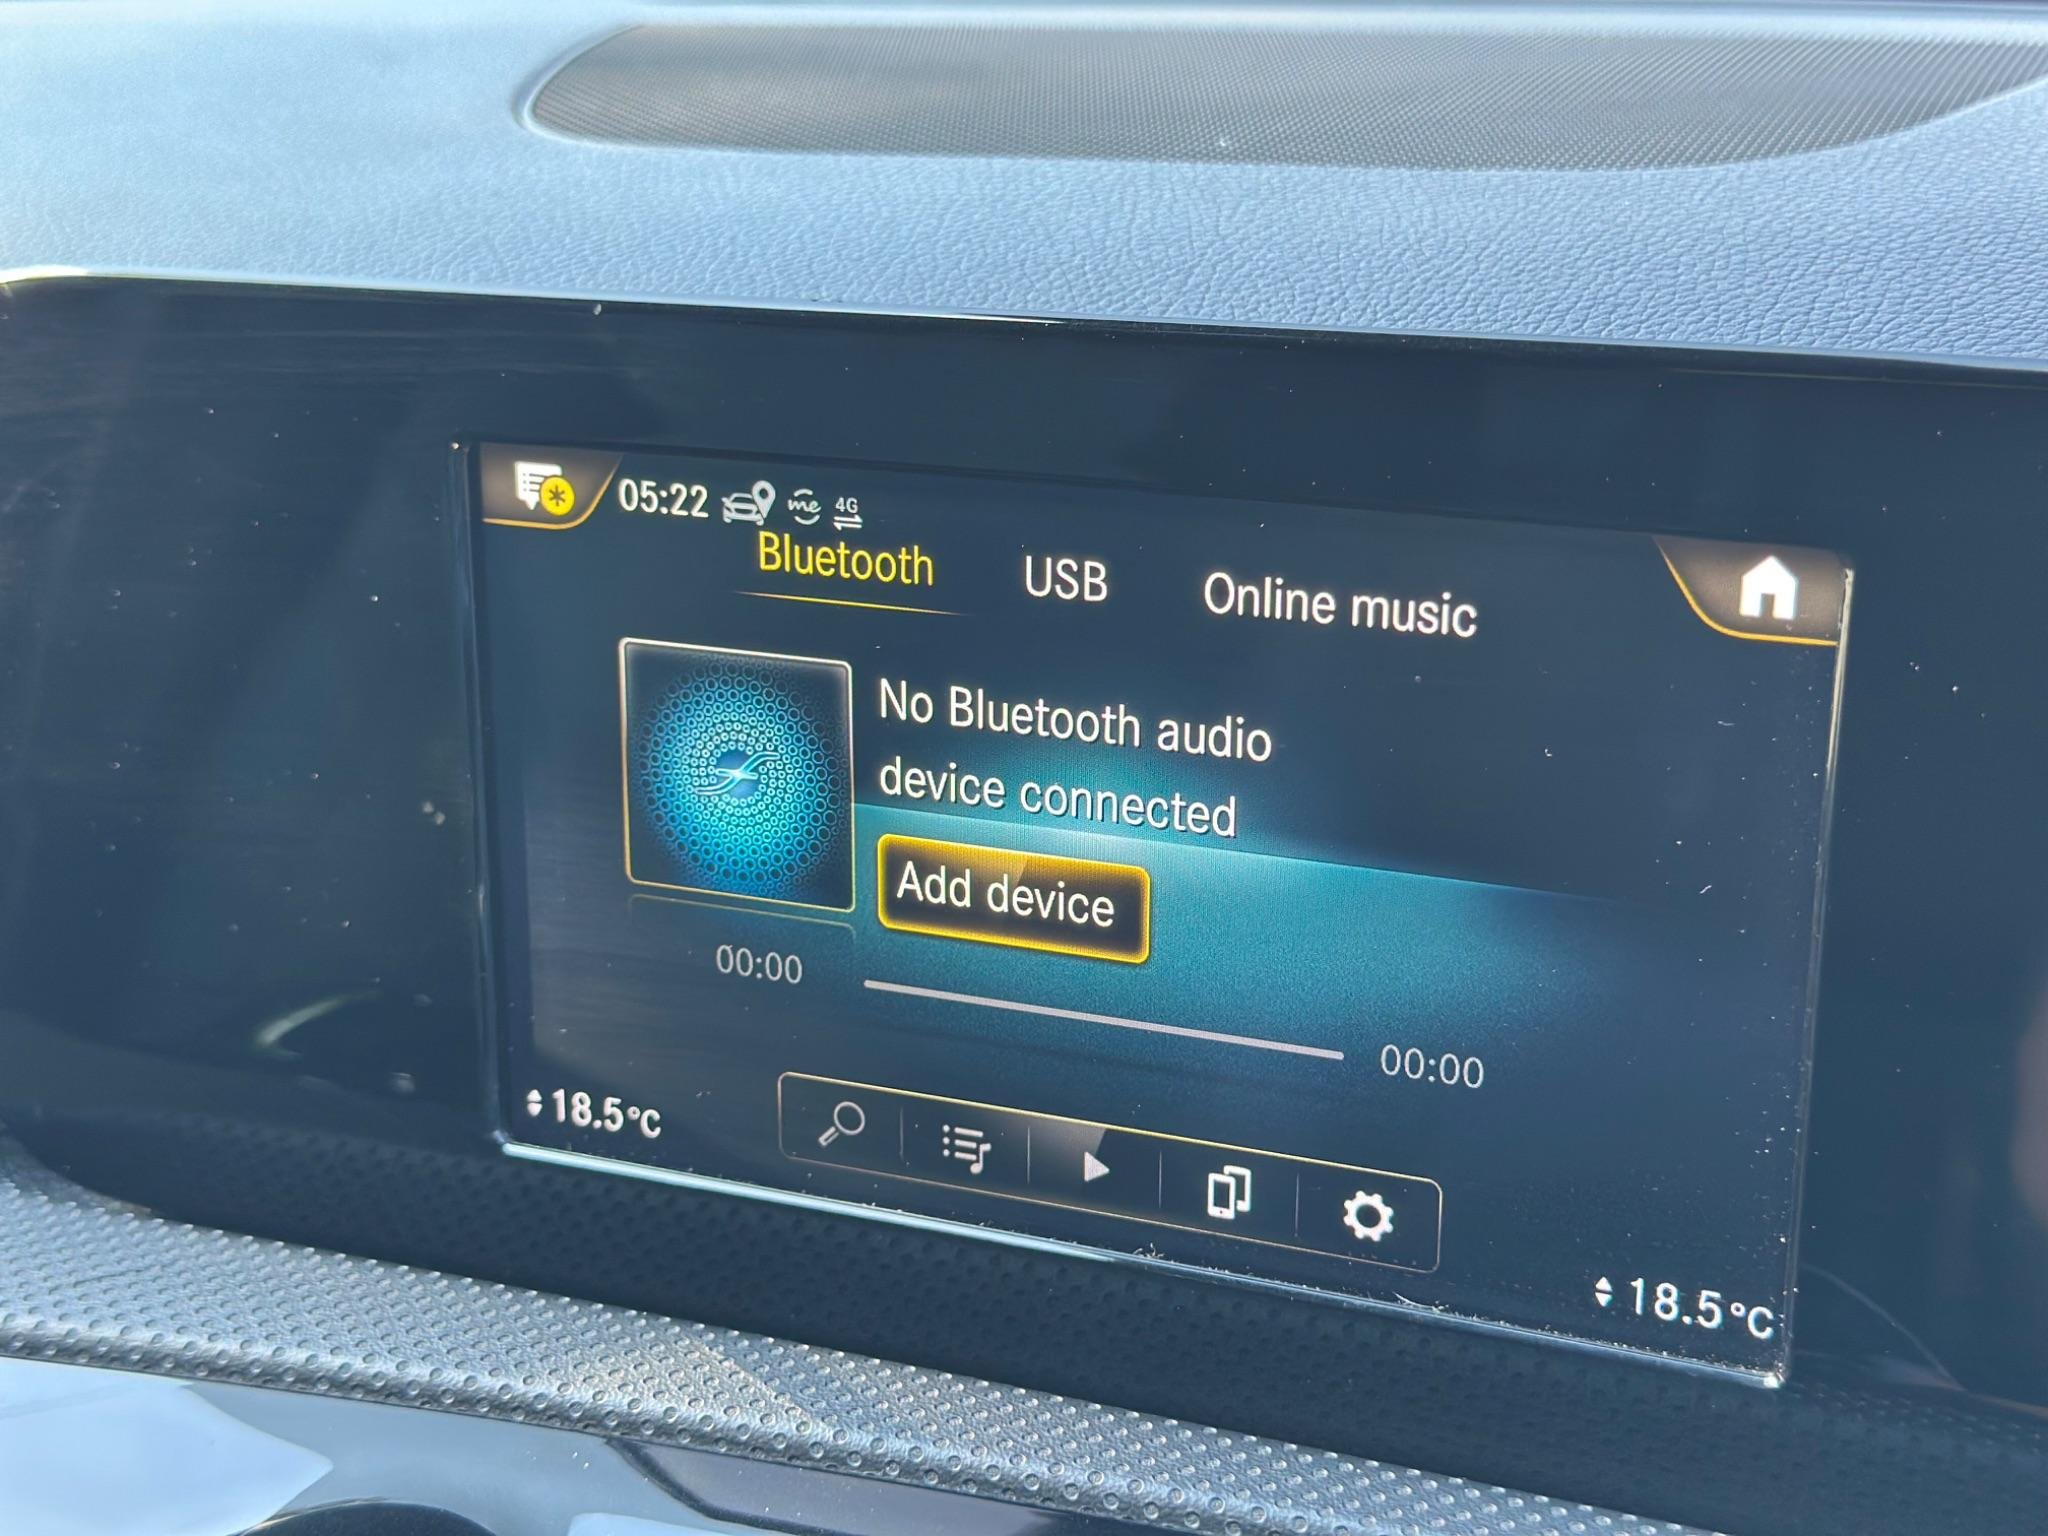 05:22 me 4G
Bluetooth USB Online music
No Bluetooth audio
device connected
Add device
00:00 00:00
18.5°C 18.5°C